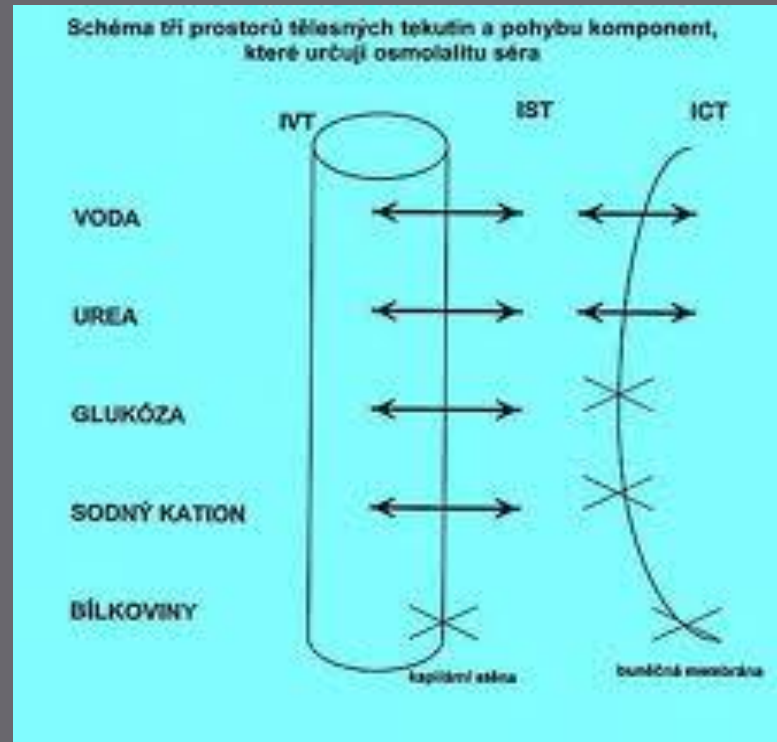 Schéma tří prostorů tělesných tekutin a pohybu komponent,
které určují osmolalitu séra
IVT
IST
ICT
VODA
UREA
GLUKÓZA
SODNÝ KATION
BÍLKOVINY
kapilární stěna
buněčná membrána